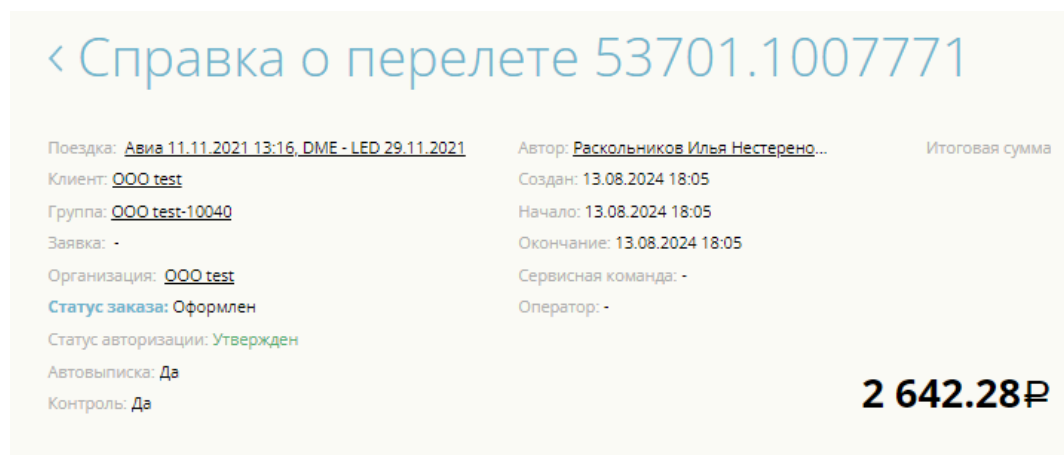 < Справка о перелете 53701.1007771
Поездка: Авиа 11.11.2021 13:16, DME - LED 29.11.2021
Клиент: ООО test
Группа: ООО test-10040
Заявка: -
Организация: ООО test
Статус заказа: Оформлен
Статус авторизации: Утвержден
Автовыписка: Да
Контроль: Да
Автор: Раскольников Илья Нестерено...
Создан: 13.08.2024 18:05
Начало: 13.08.2024 18:05
Окончание: 13.08.2024 18:05
Сервисная команда: -
Оператор: -
Итоговая сумма
2 642.28₽